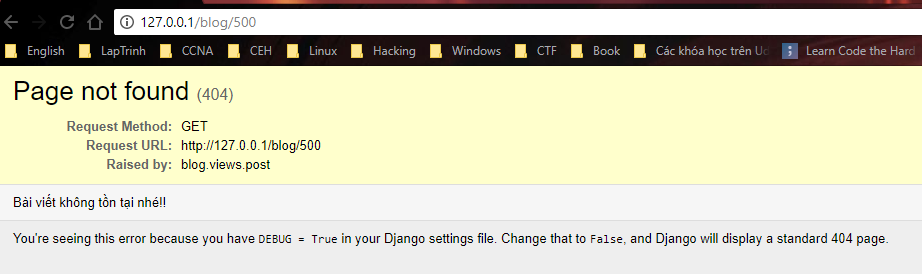 127.0.0.1/blog/500
English LapTrinh CCNA CEH Linux Hacking Windows CTF Book Các khóa học trên Ud Learn Code the Hard
Page not found (404)
Request Method: GET
Request URL: http://127.0.0.1/blog/500
Raised by: blog.views.post
Bài viết không tồn tại nhé!!
You're seeing this error because you have DEBUG = True in your Django settings file. Change that to False, and Django will display a standard 404 page.